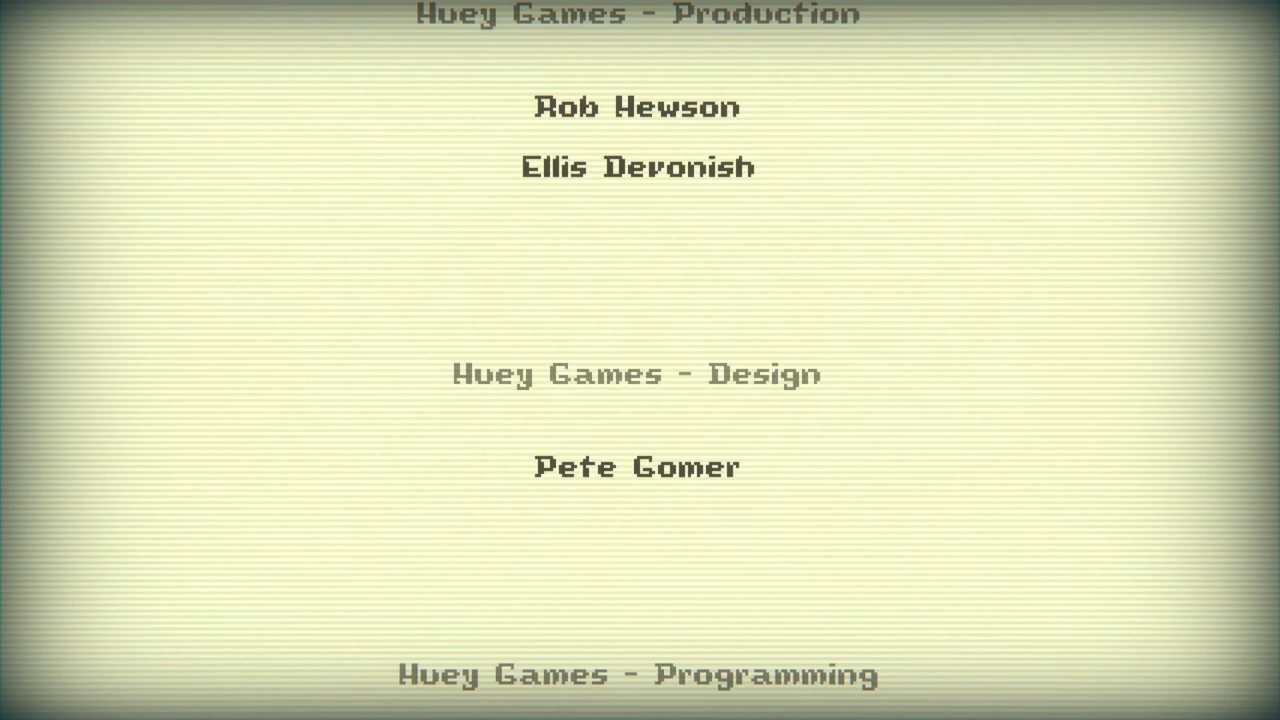 Huey Games - Production
Rob Hewson
Ellis Devonish
Huey Games - Design
Pete Gomer
Huey Games - Programming